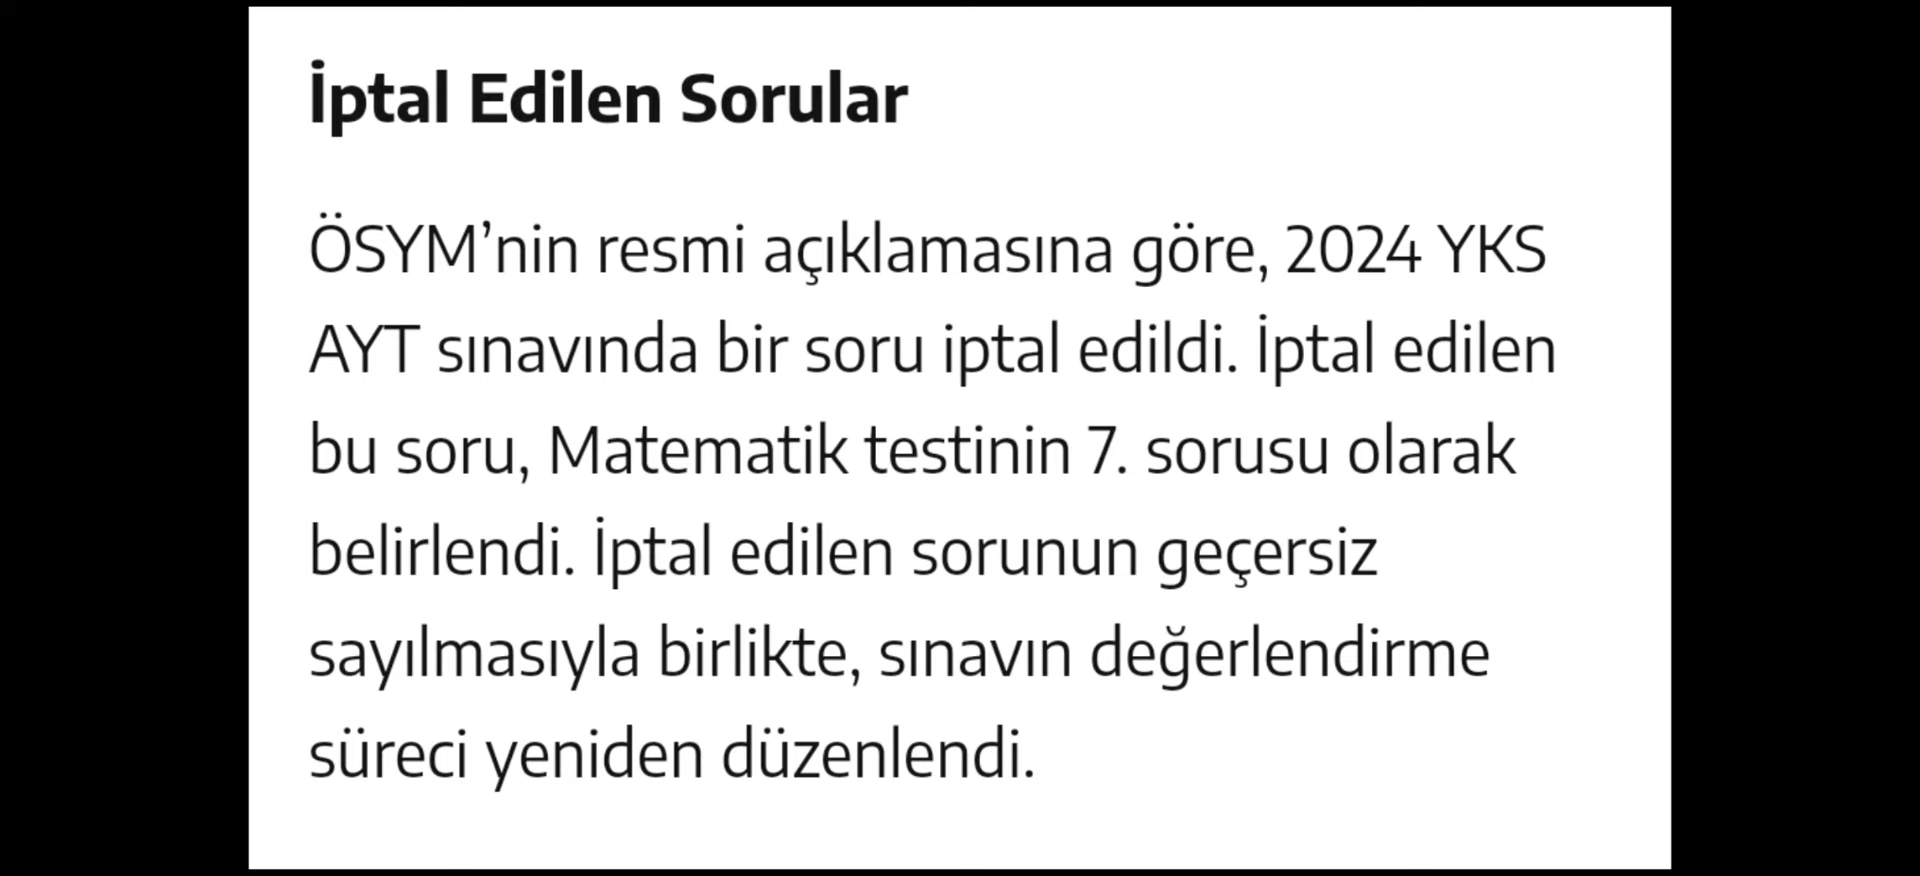 İptal Edilen Sorular
ÖSYM’nin resmi açıklamasına göre, 2024 YKS
AYT sınavında bir soru iptal edildi. İptal edilen
bu soru, Matematik testinin 7. sorusu olarak
belirlendi. İptal edilen sorunun geçersiz
sayılmasıyla birlikte, sınavın değerlendirme
süreci yeniden düzenlendi.